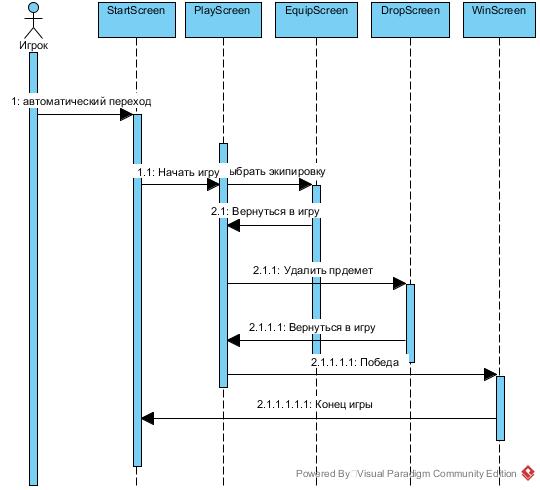 StartScreen PlayScreen EquipScreen DropScreen WinScreen
Игрок
1: автоматический переход
1.1: Начать игру ыбрать экипировку
2.1: Вернуться в игру
2.1.1: Удалить прдемет
2.1.1.1: Вернуться в игру
2.1.1.1.1: Победа
2.1.1.1.1.1: Конец игры
Powered By Visual Paradigm Community Edition